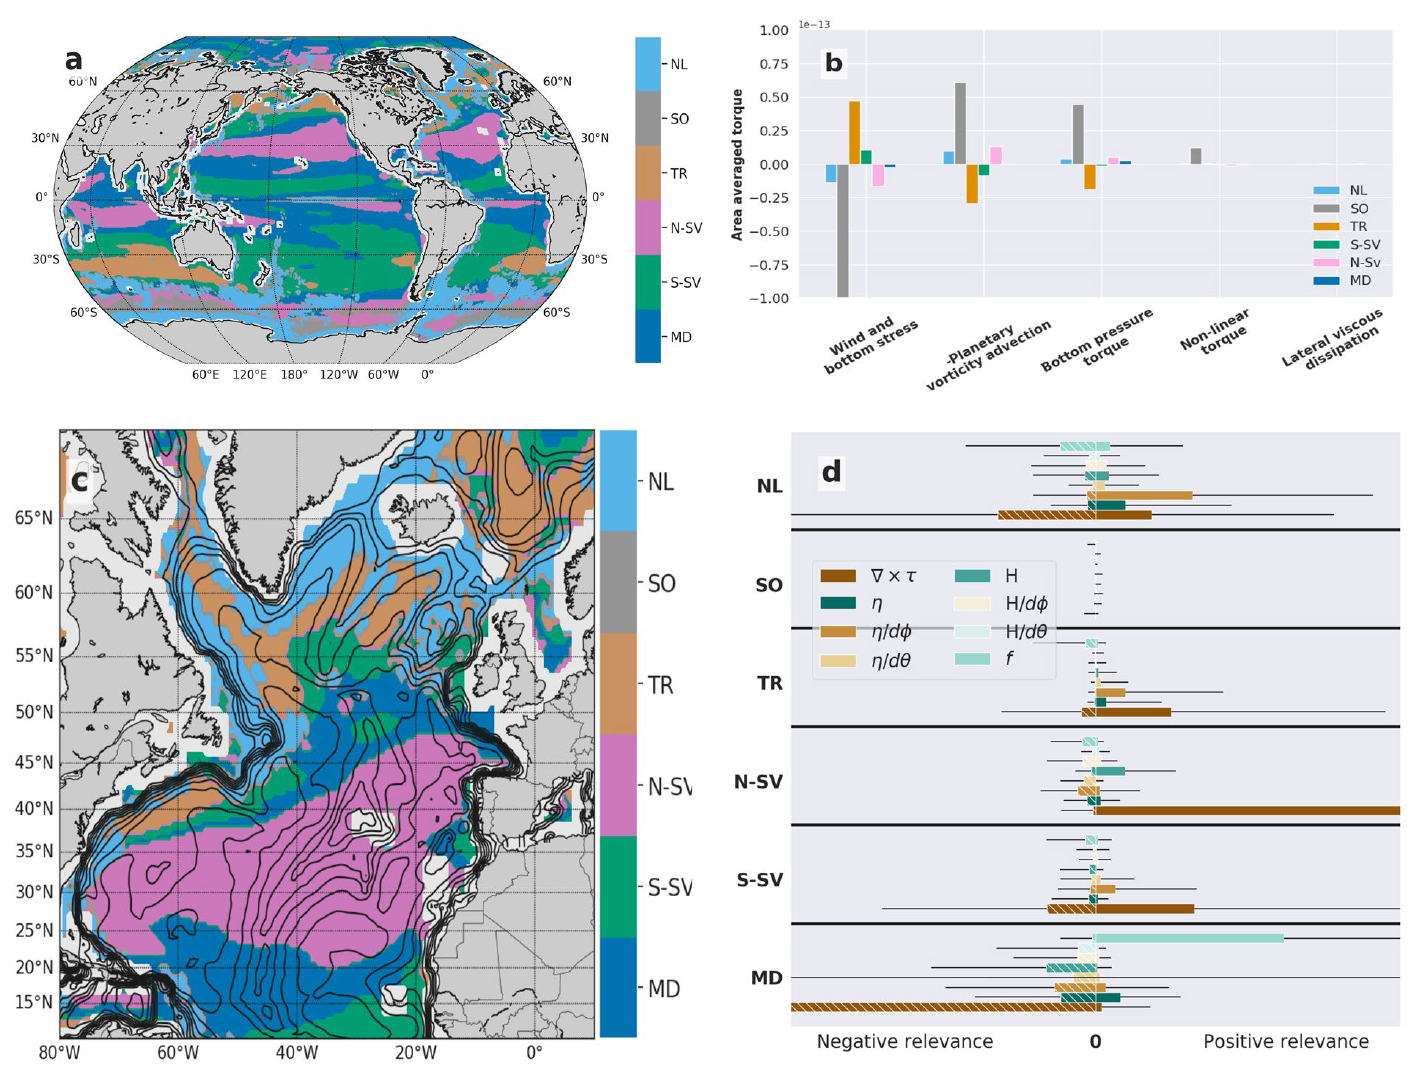 a
60°N
60°N
30°N
30°N
0°
0°
30°S
30°S
60°S
60°S
60°E 120°E 180° 120°W 60°W 0°
NL
SO
TR
N-SV
S-SV
MD
1e−13
b
Area averaged torque
1.00
0.75
0.50
0.25
0.00
−0.25
−0.50
−0.75
−1.00
NL
SO
TR
S-SV
N-Sv
MD
Wind and
bottom stress
-Planetary
vorticity advection
Bottom pressure
torque
Non-linear
torque
Lateral viscous
dissipation
c
65°N
60°N
55°N
50°N
45°N
40°N
35°N
30°N
25°N
20°N
15°N
80°W 60°W 40°W 20°W 0°
NL
SO
TR
N-SV
S-SV
MD
d
NL
SO
TR
N-SV
S-SV
MD
∇ × τ
η
η/dϕ
η/dθ
H
H/dϕ
H/dθ
f
Negative relevance 0 Positive relevance